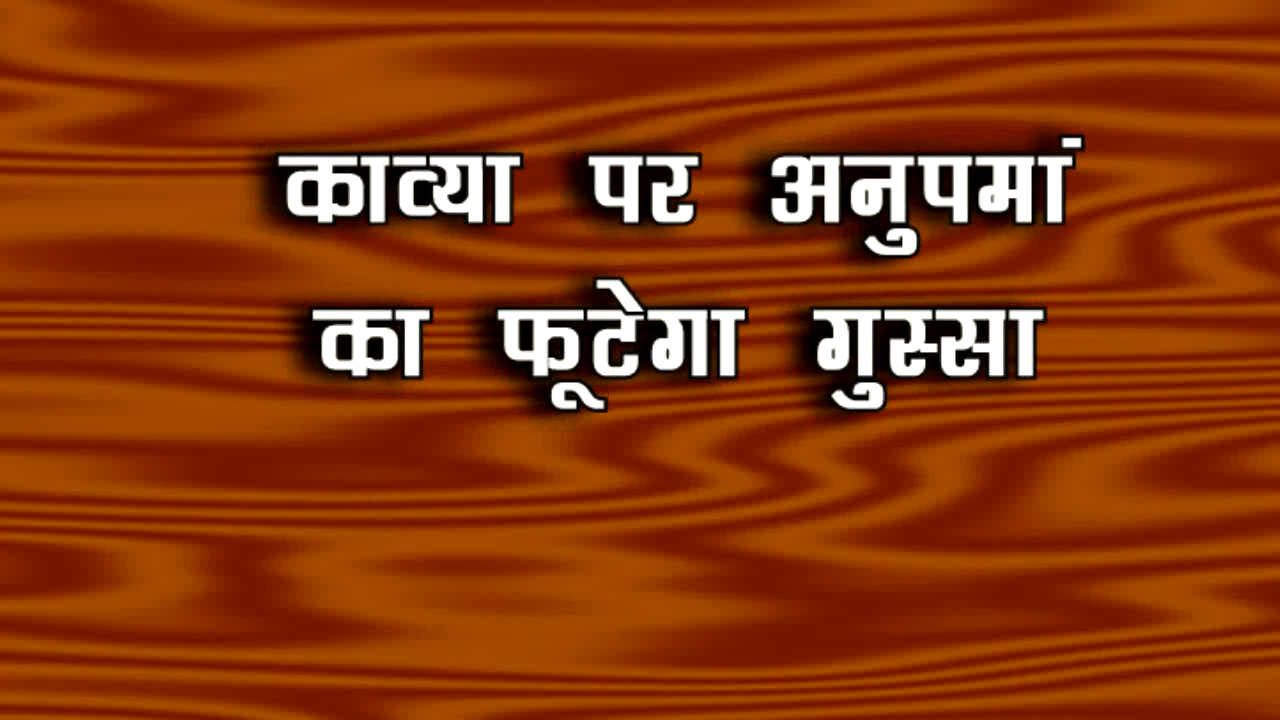 काव्या पर अनुपमां
का फूटेगा गुस्सा